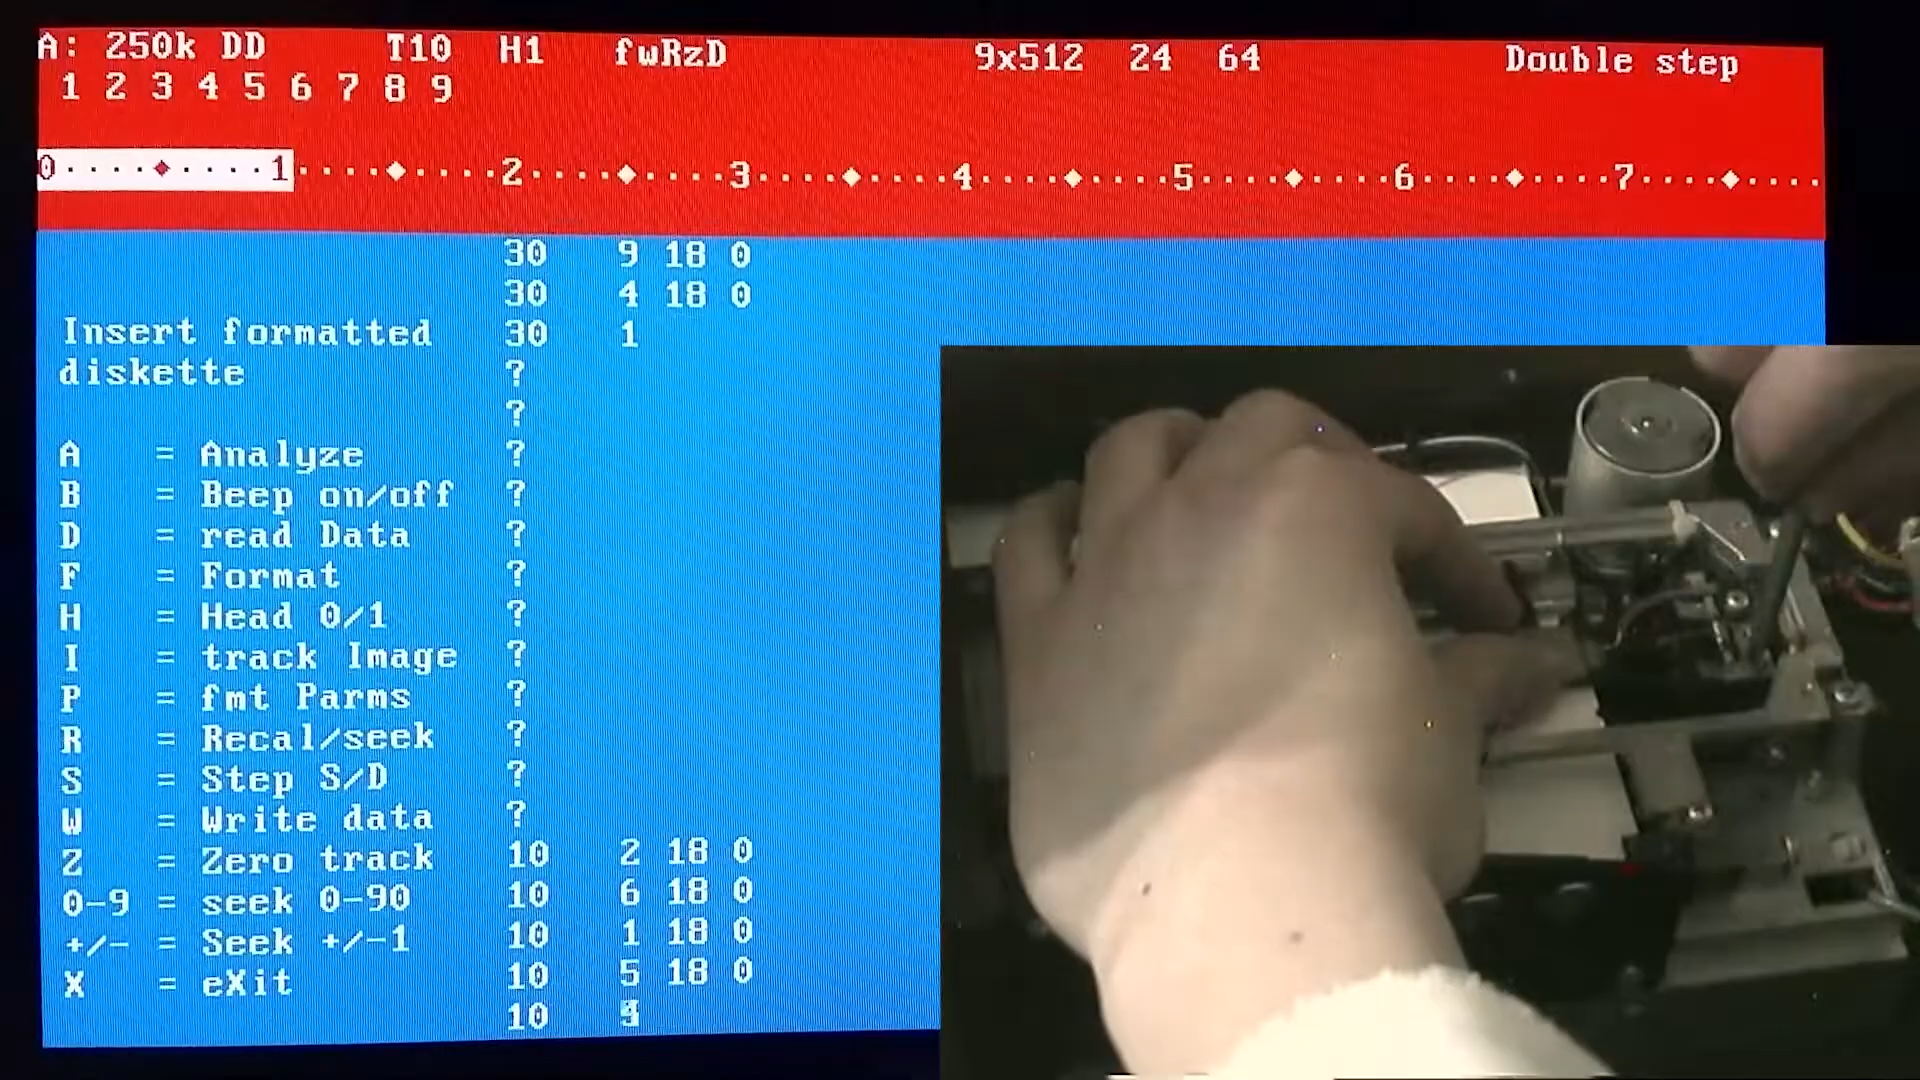 A: 250k DD T10 H1 fwRzD 9x512 24 64 Double step
1 2 3 4 5 6 7 8 9
0....♦....1....♦....2....♦....3....♦....4....♦....5....♦....6....♦....7....♦....
30 9 18 0
30 4 18 0
Insert formatted 30 1
diskette ?
?
A = Analyze ?
B = Beep on/off ?
D = read Data ?
F = Format ?
H = Head 0/1 ?
I = track Image ?
P = fmt Parms ?
R = Recal/seek ?
S = Step S/D ?
W = Write data ?
Z = Zero track 10 2 18 0
0-9 = seek 0-90 10 6 18 0
+/- = Seek +/-1 10 1 18 0
X = eXit 10 5 18 0
10